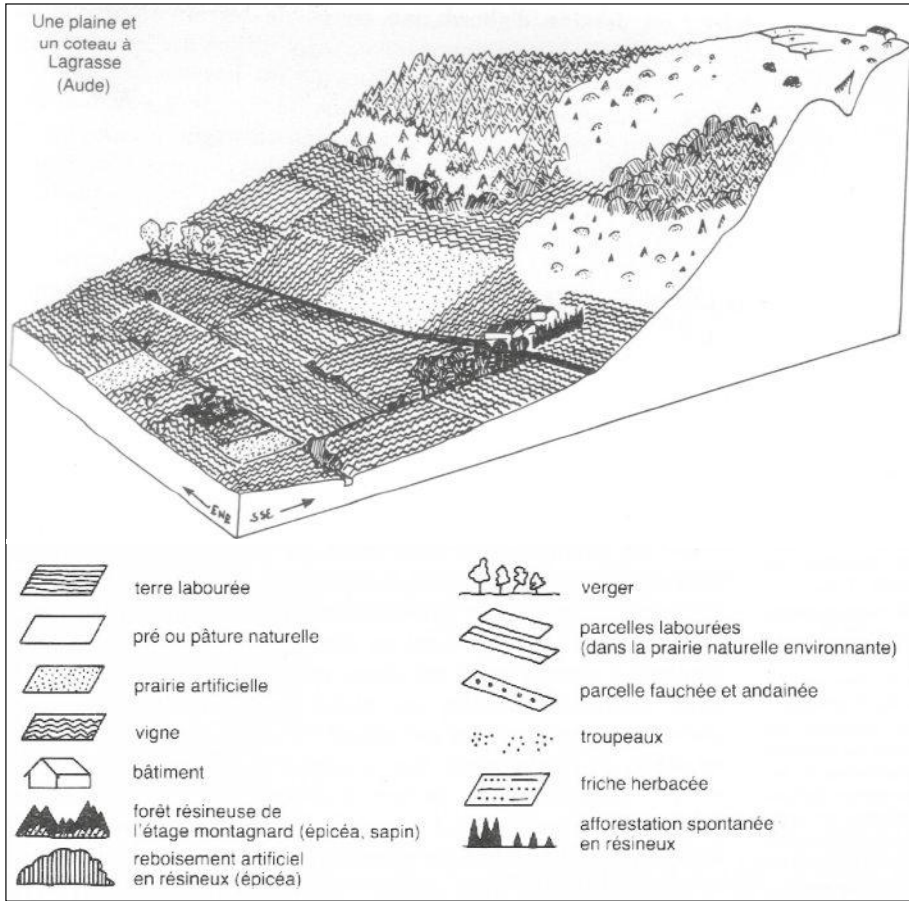 Une plaine et
un coteau à
Lagrasse
(Aude)
ENE
SSE
terre labourée
pré ou pâture naturelle
prairie artificielle
vigne
bâtiment
forêt résineuse de
l'étage montagnard (épicéa, sapin)
reboisement artificiel
en résineux (épicéa)
verger
parcelles labourées
(dans la prairie naturelle environnante)
parcelle fauchée et andainée
troupeaux
friche herbacée
afforestation spontanée
en résineux